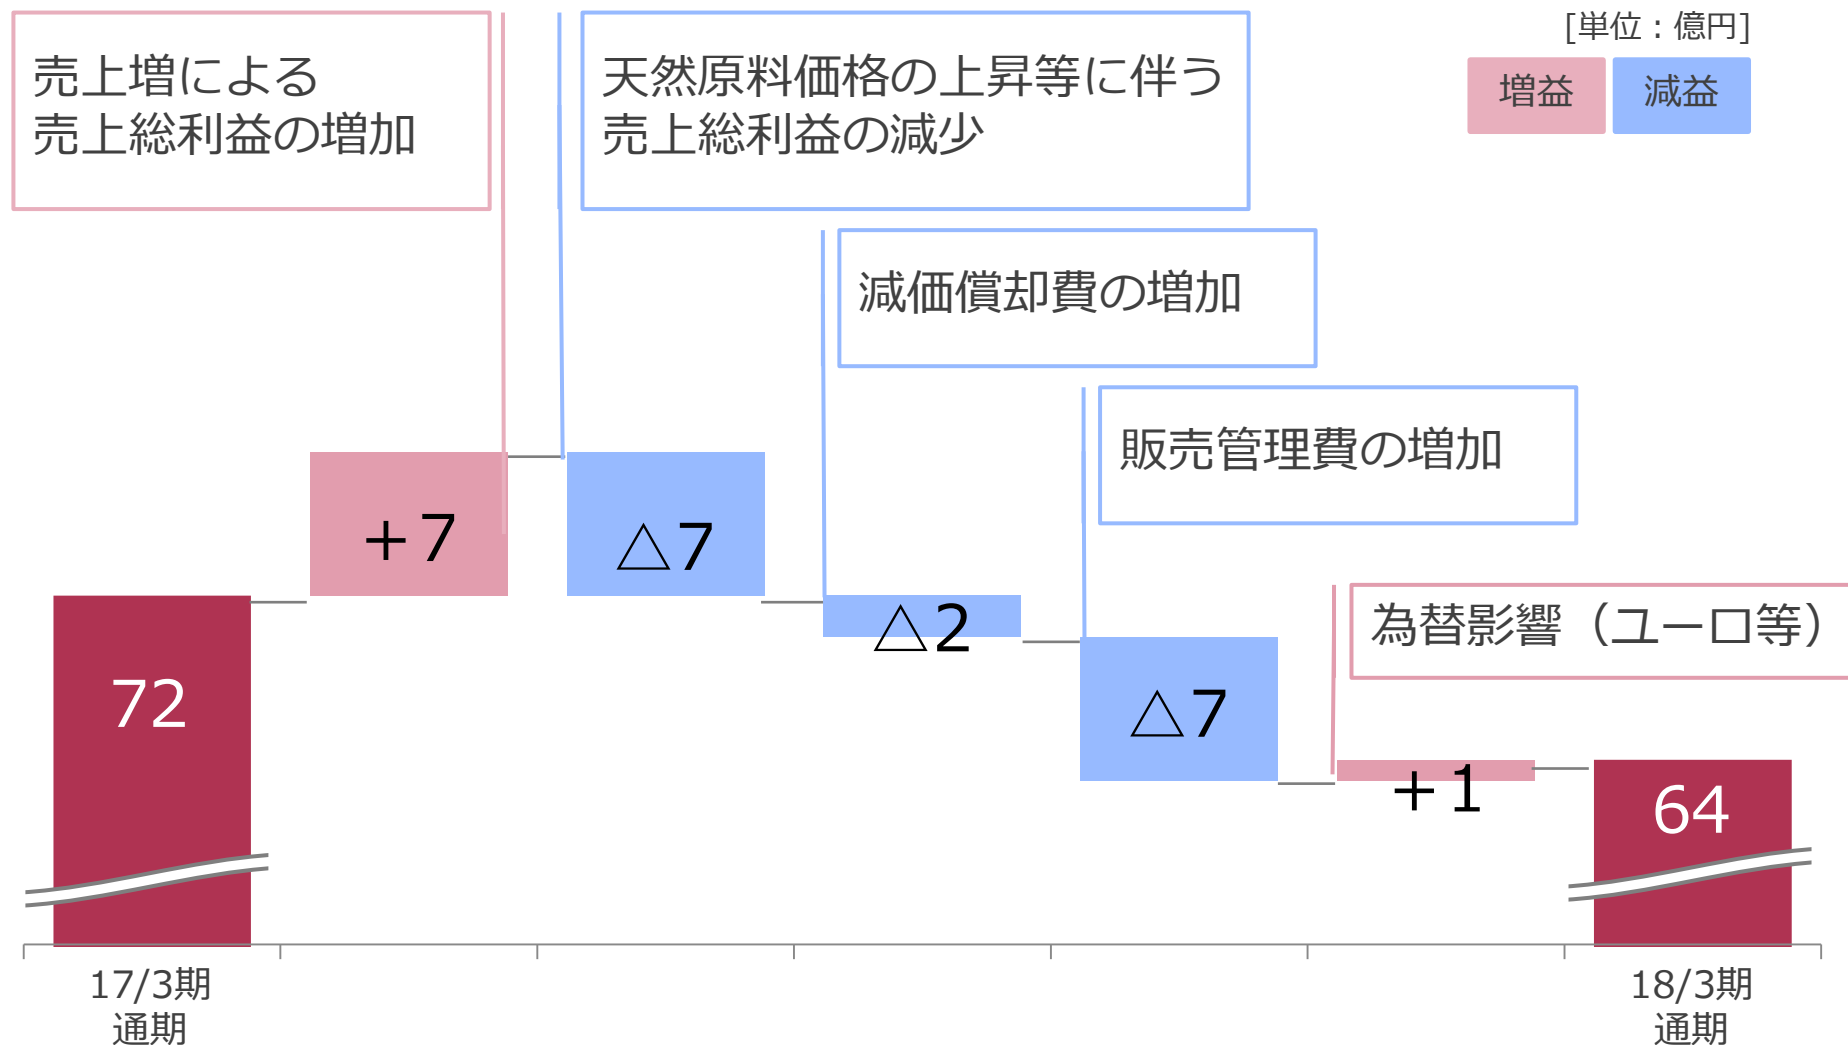 [単位：億円]
増益
減益
売上増による
売上総利益の増加
天然原料価格の上昇等に伴う
売上総利益の減少
減価償却費の増加
販売管理費の増加
為替影響（ユーロ等）
72
+7
△7
△2
△7
+1
64
17/3期
通期
18/3期
通期